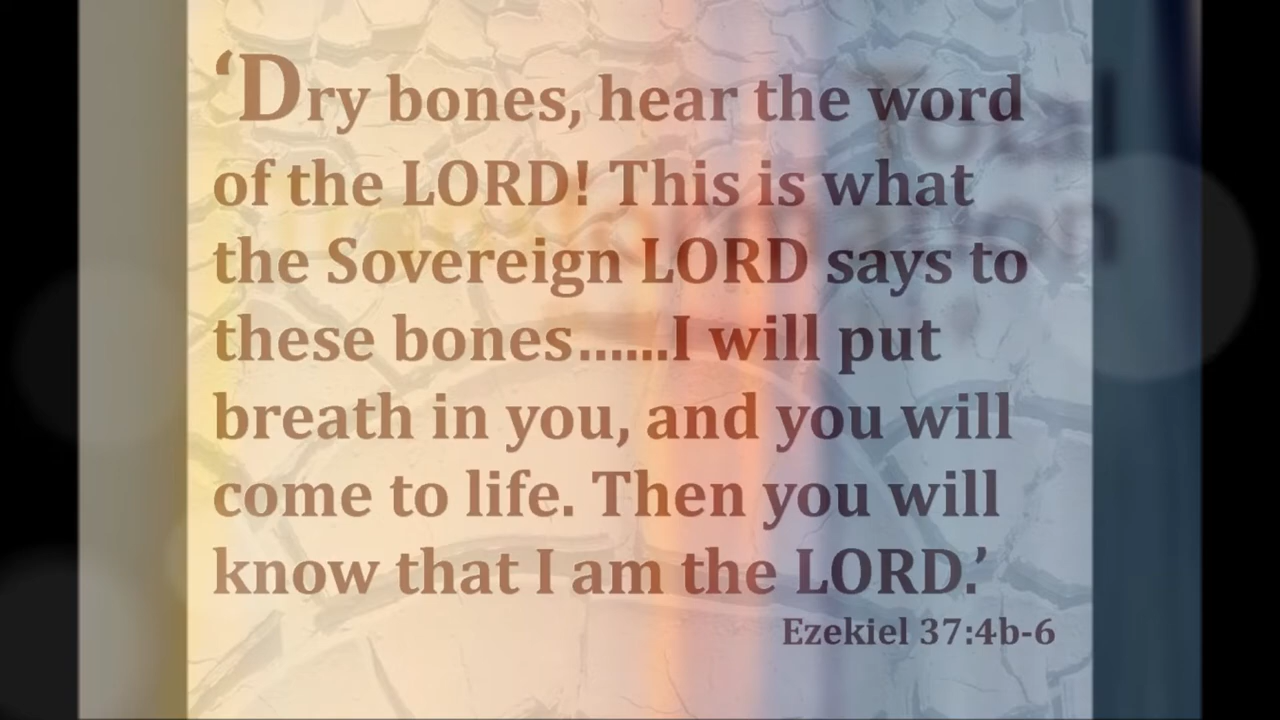 ‘Dry bones, hear the word
of the LORD! This is what
the Sovereign LORD says to
these bones……I will put
breath in you, and you will
come to life. Then you will
know that I am the LORD.’
Ezekiel 37:4b-6